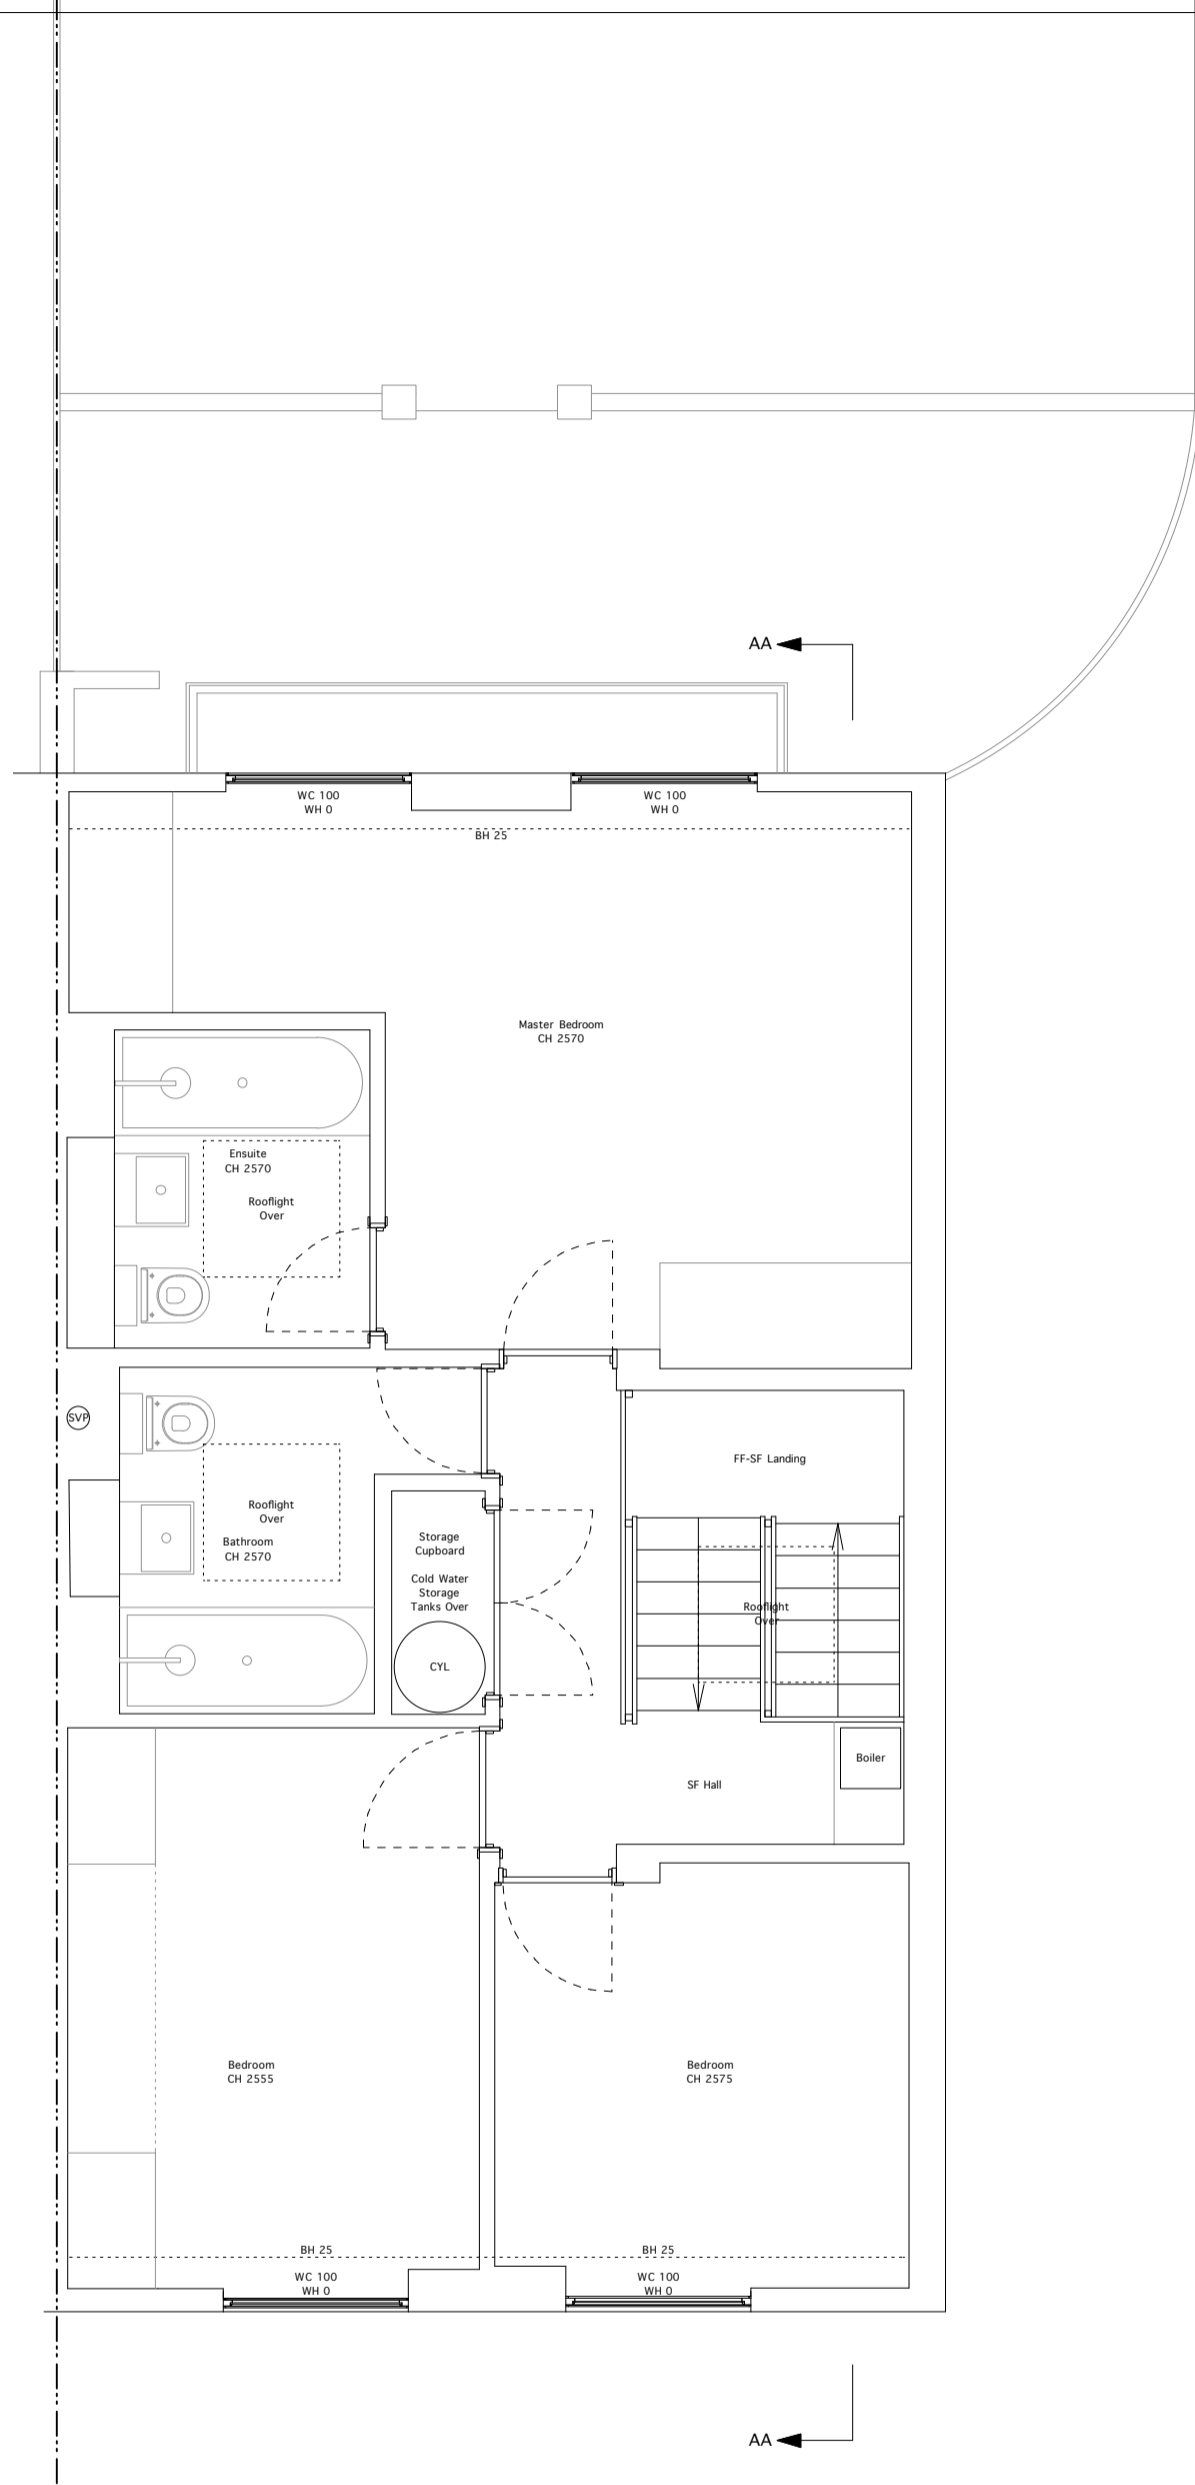 AA
WC 100
WH 0
WC 100
WH 0
BH 25
Master Bedroom
CH 2570
Ensuite
CH 2570
Rooflight
Over
SVP
FF-SF Landing
Rooflight
Over
Bathroom
CH 2570
Storage
Cupboard
Cold Water
Storage
Tanks Over
CYL
Rooflight
Over
Boiler
SF Hall
Bedroom
CH 2555
Bedroom
CH 2575
BH 25
BH 25
WC 100
WH 0
WC 100
WH 0
AA